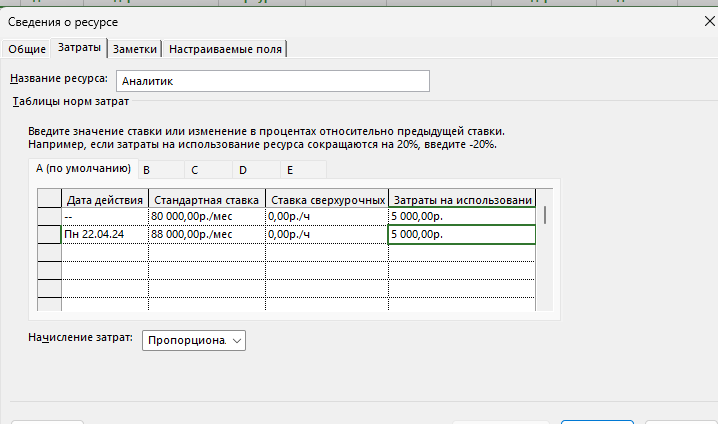 Сведения о ресурсе
Общие Затраты Заметки Настраиваемые поля
Название ресурса: Аналитик
Таблицы норм затрат
Введите значение ставки или изменение в процентах относительно предыдущей ставки.
Например, если затраты на использование ресурса сокращаются на 20%, введите -20%.
A (по умолчанию) B C D E
Дата действия Стандартная ставка Ставка сверхурочных Затраты на использовани
-- 80 000,00р./мес 0,00р./ч 5 000,00р.
Пн 22.04.24 88 000,00р./мес 0,00р./ч 5 000,00р.
Начисление затрат: Пропорциона.